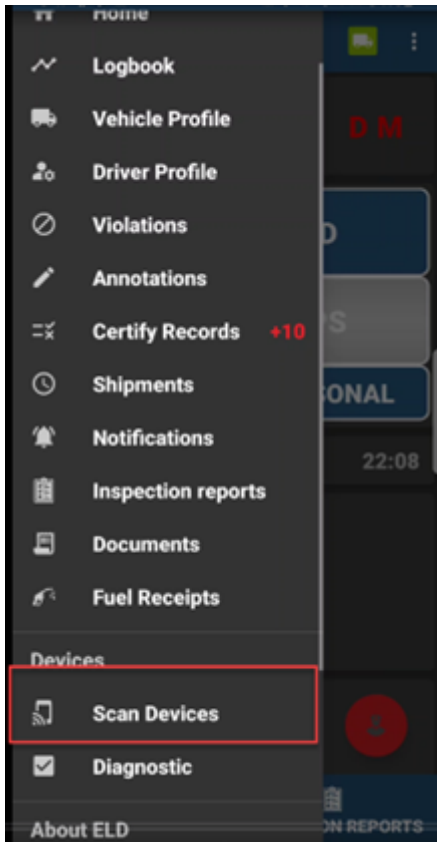 Home
Logbook
Vehicle Profile
D M
Driver Profile
Violations
D
Annotations
Certify Records +10
S
Shipments
ONAL
Notifications
22:08
Inspection reports
Documents
Fuel Receipts
Devices
Scan Devices
Diagnostic
About ELD
ON REPORTS